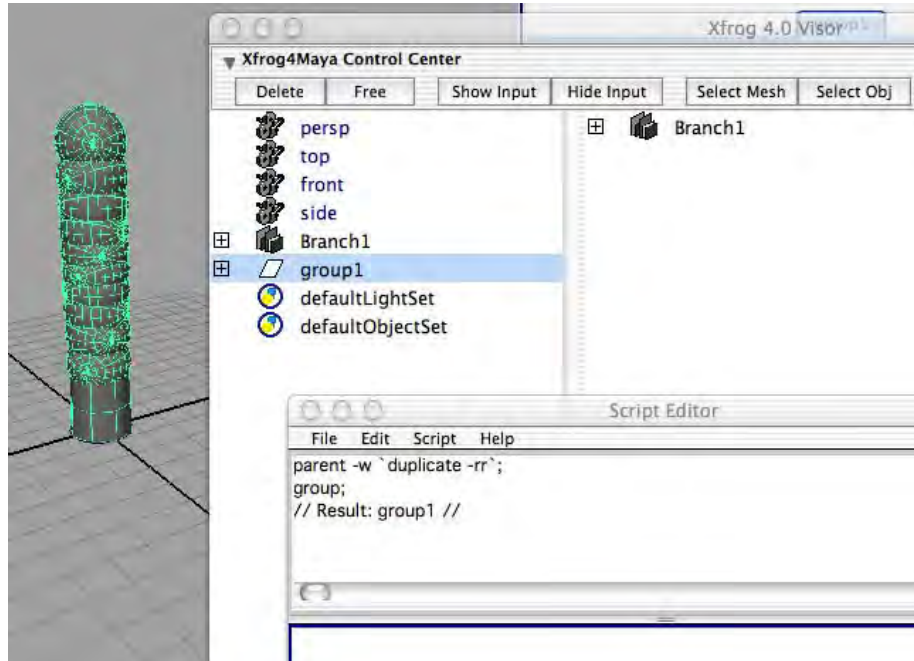 Xfrog 4.0 Visor
Xfrog4Maya Control Center
Delete Free Show Input Hide Input Select Mesh Select Obj
persp
top
front
side
Branch1
group1
defaultLightSet
defaultObjectSet
Branch1
Script Editor
File Edit Script Help
parent -w `duplicate -rr`;
group;
// Result: group1 //